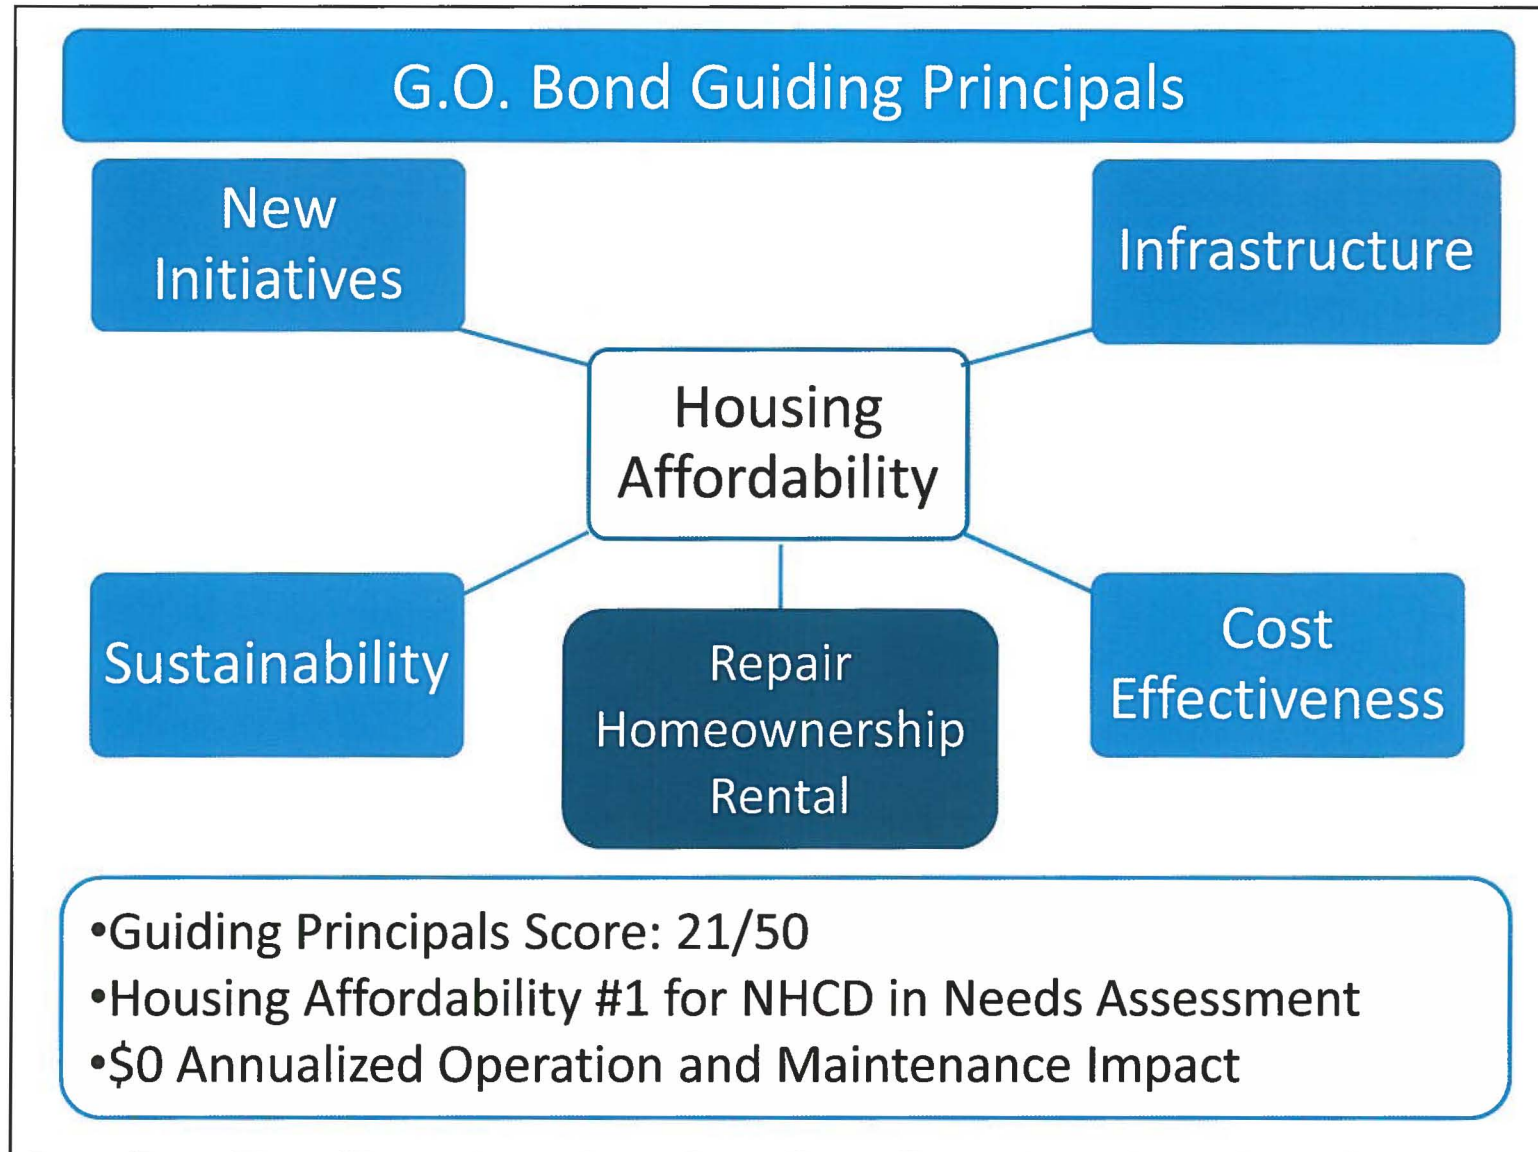 G.O. Bond Guiding Principals
New
Initiatives
Infrastructure
Housing
Affordability
Sustainability
Repair
Homeownership
Rental
Cost
Effectiveness
•Guiding Principals Score: 21/50
•Housing Affordability #1 for NHCD in Needs Assessment
•$0 Annualized Operation and Maintenance Impact